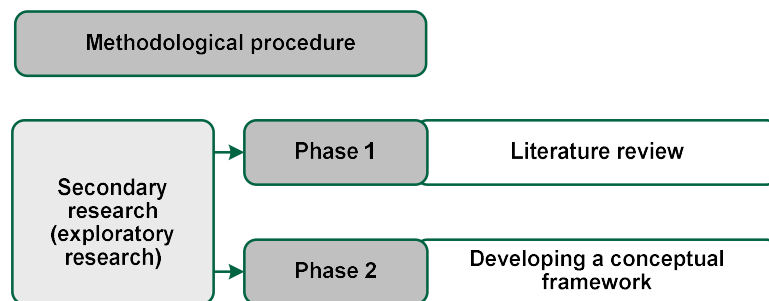 Methodological procedure
Secondary
research
(exploratory
research)
Phase 1
Literature review
Phase 2
Developing a conceptual
framework